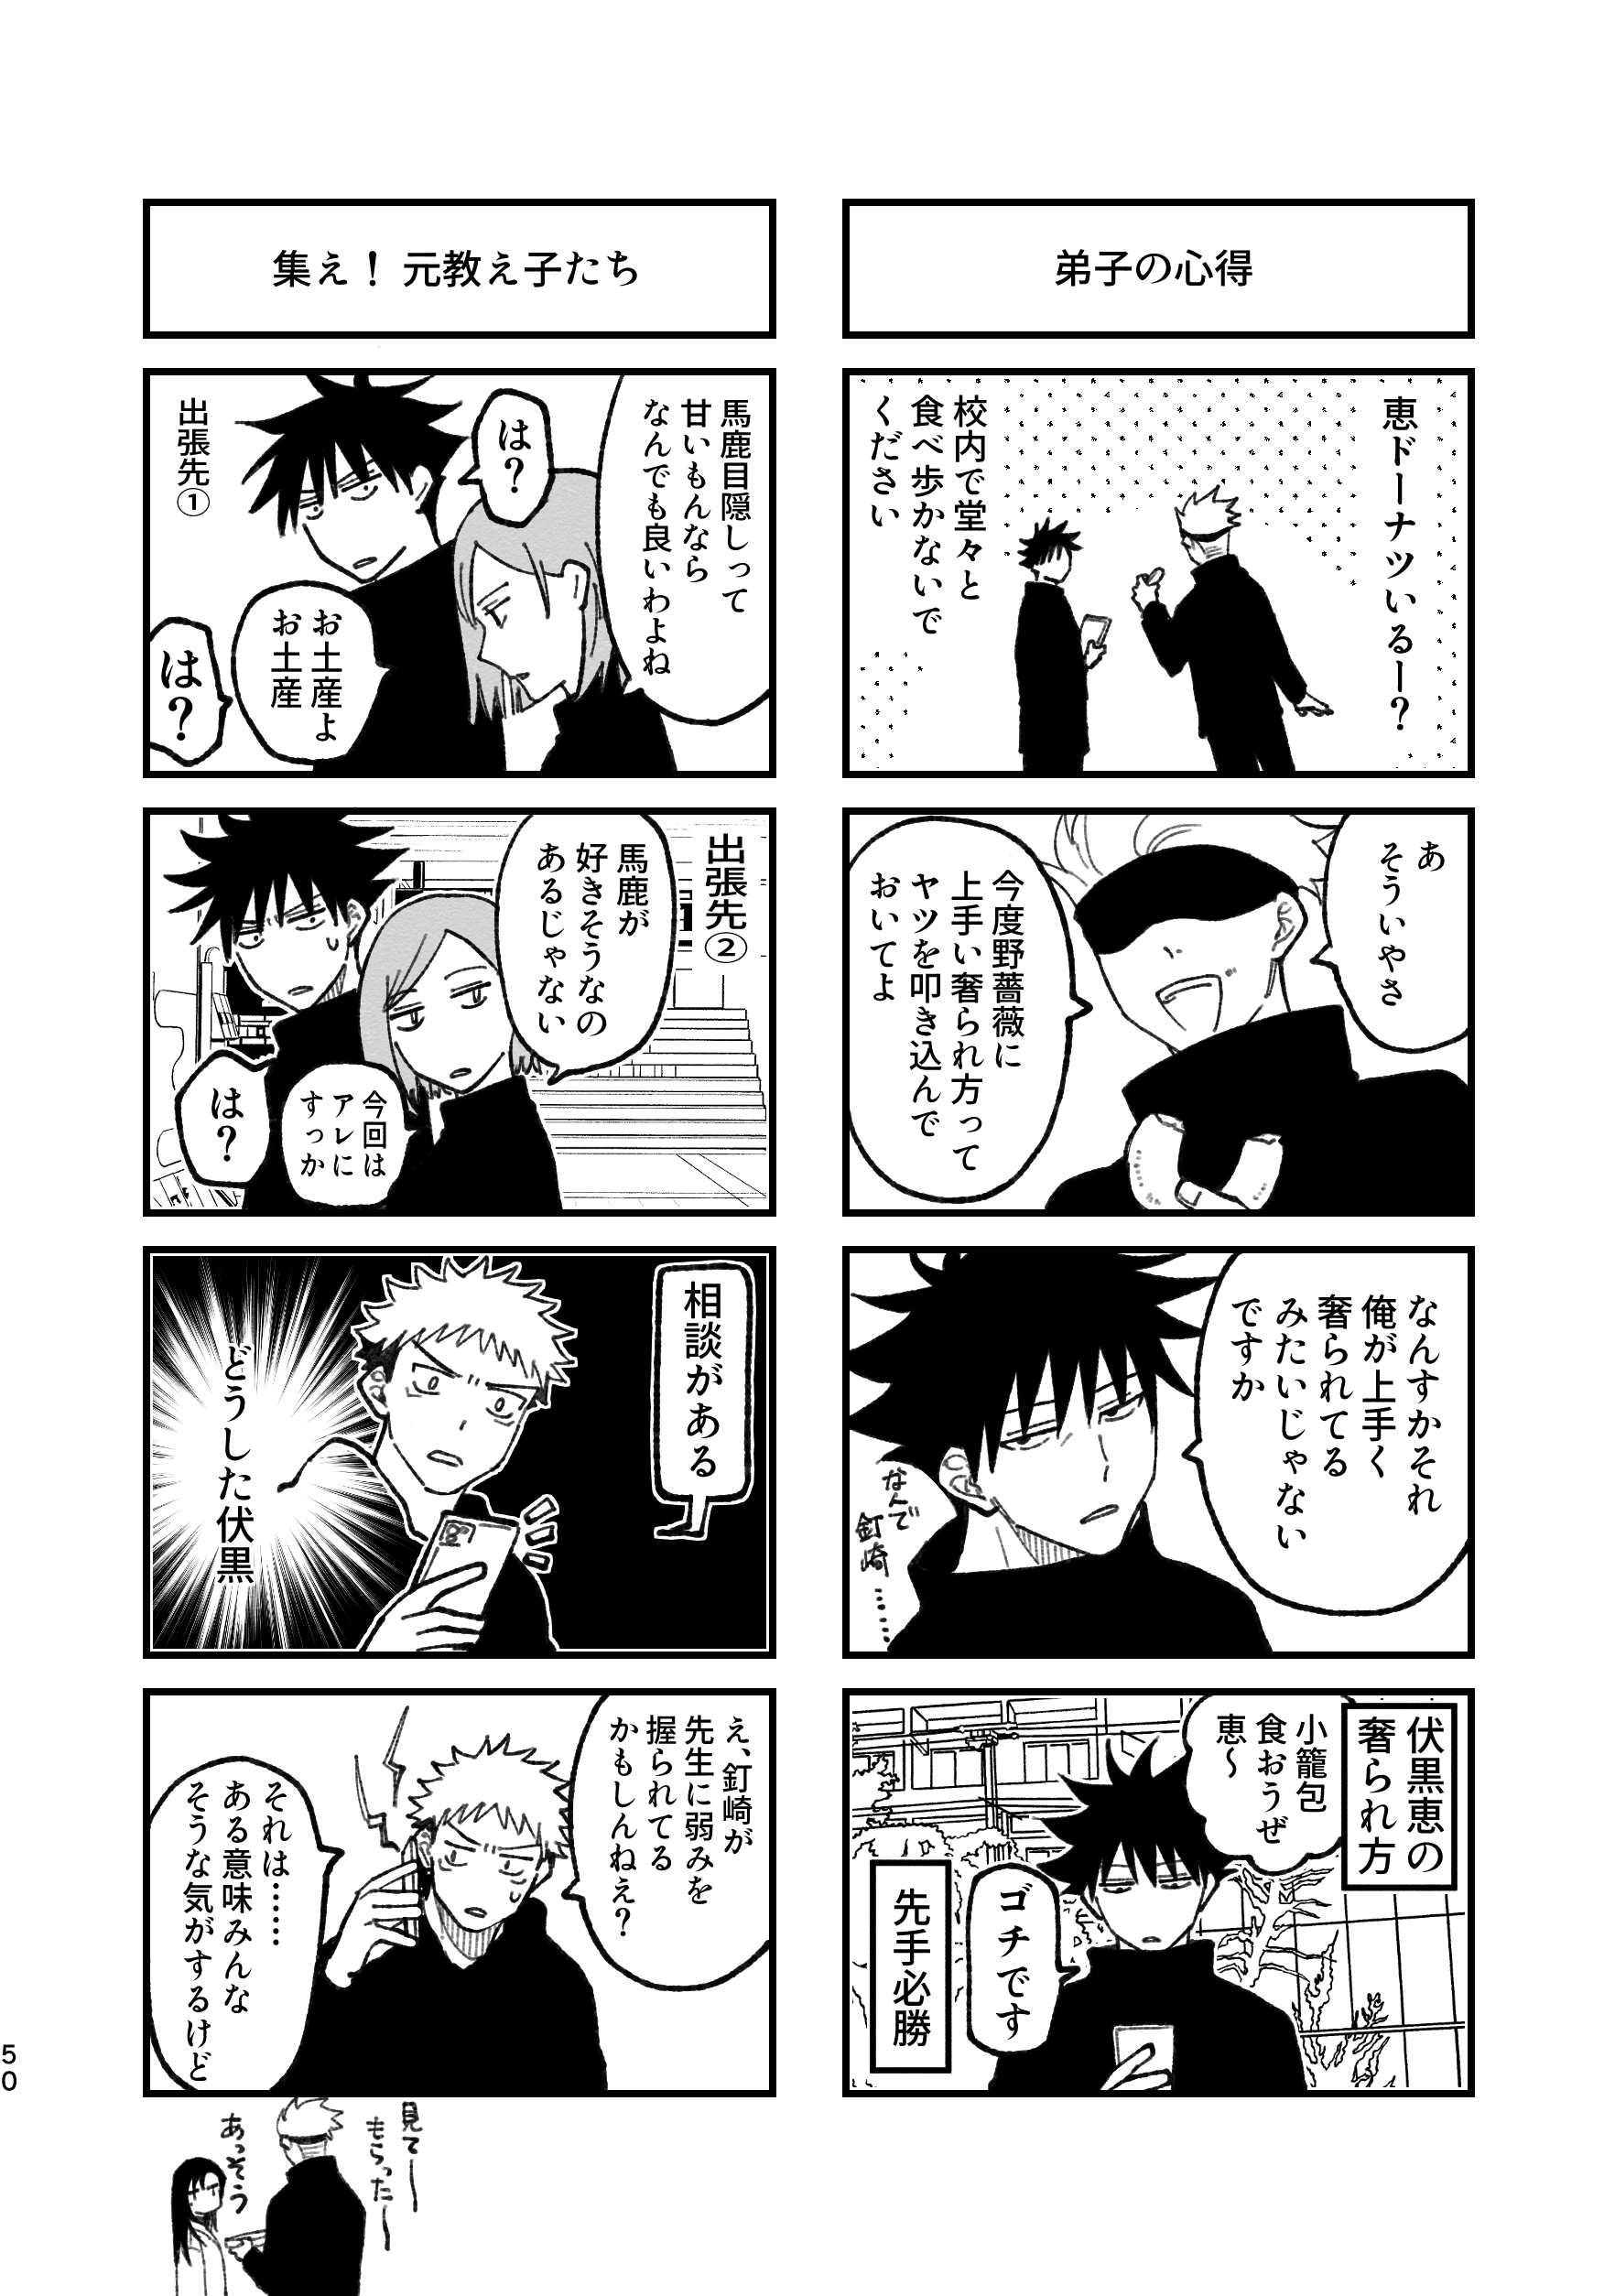 弟子の心得
恵ドーナツいるー？
校内で堂々と
食べ歩かないで
ください
あ
そういやさ
今度野薔薇に
上手い奢られ方って
ヤツを叩き込んで
おいてよ
なんすかそれ
俺が上手く
奢られてる
みたいじゃない
ですか
なんで
釘崎……
伏黒恵の
奢られ方
小籠包
食おうぜ
恵～
ゴチです
先手必勝
集え！ 元教え子たち
馬鹿目隠しって
甘いもんなら
なんでも良いわよね
は？
出張先①
お土産よ
お土産
は？
出張先②
馬鹿が
好きそうなの
あるじゃない
今回は
アレに
すっか
は？
相談がある
どうした伏黒
え、釘崎が
先生に弱みを
握られてる
かもしんねえ？
それは……
ある意味みんな
そうな気がするけど
見て～
もらった～
あっそう
50